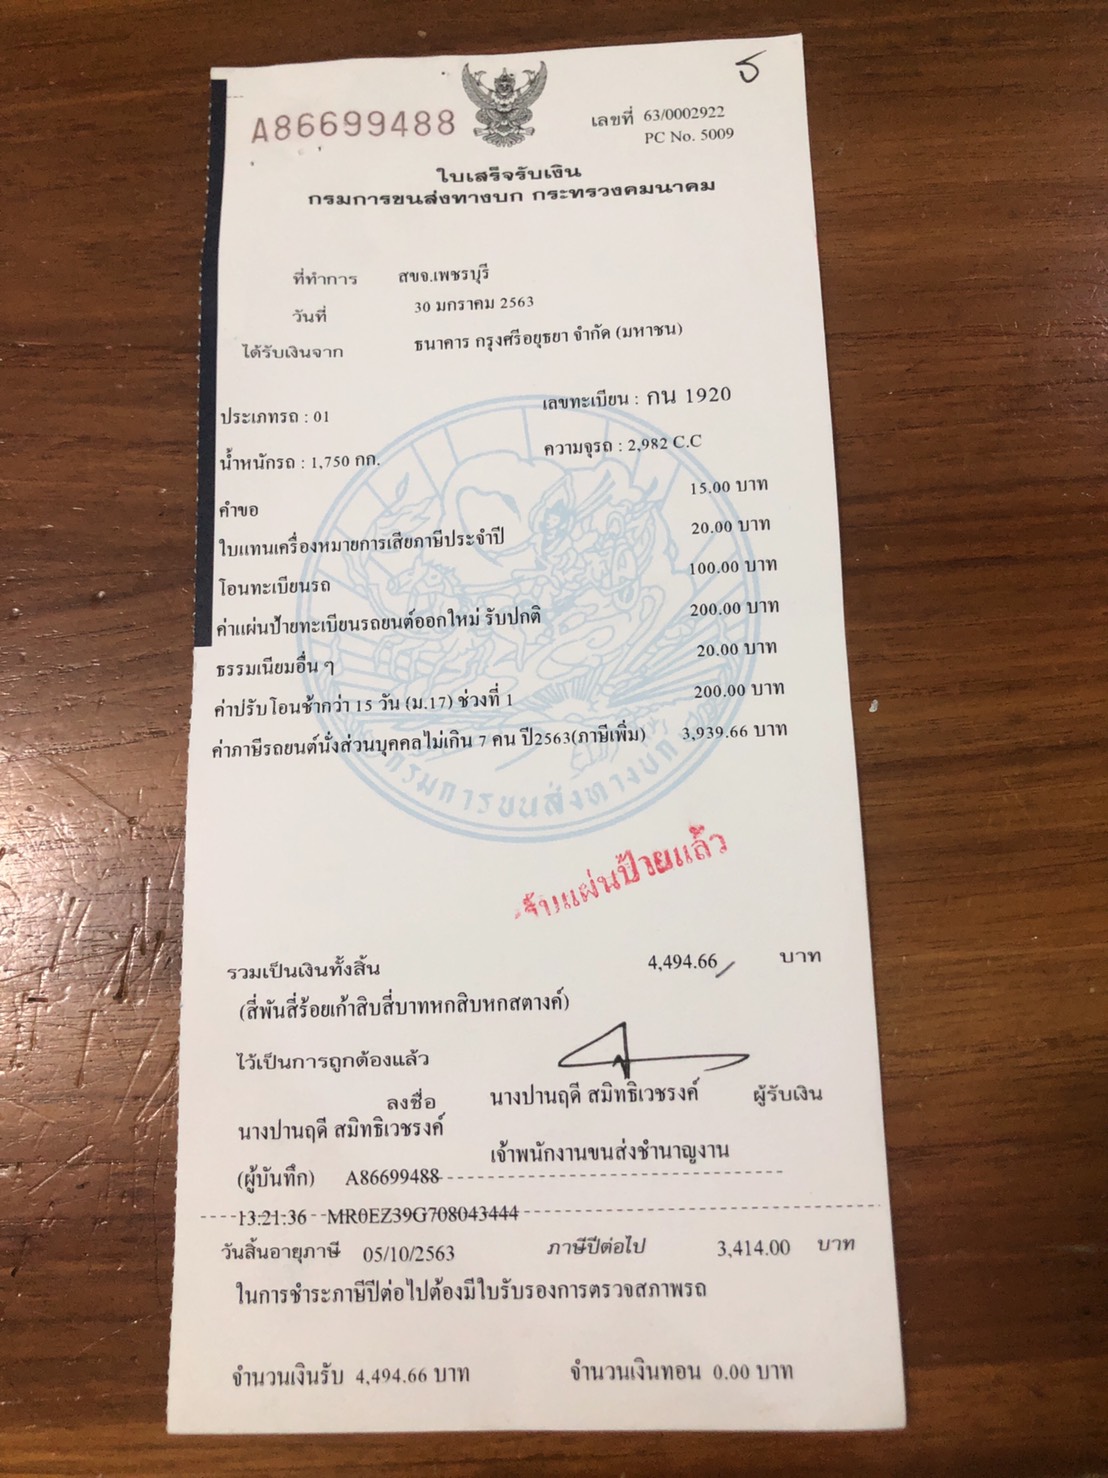 5
A86699488
เลขที่ 63/0002922
PC No. 5009
ใบเสร็จรับเงิน
กรมการขนส่งทางบก กระทรวงคมนาคม
ที่ทำการ สขจ.เพชรบุรี
วันที่ 30 มกราคม 2563
ได้รับเงินจาก ธนาคาร กรุงศรีอยุธยา จำกัด (มหาชน)
ประเภทรถ : 01 เลขทะเบียน : กน 1920
น้ำหนักรถ : 1,750 กก. ความจุรถ : 2,982 C.C
คำขอ 15.00 บาท
ใบแทนเครื่องหมายการเสียภาษีประจำปี 20.00 บาท
โอนทะเบียนรถ 100.00 บาท
ค่าแผ่นป้ายทะเบียนรถยนต์ออกใหม่ รับปกติ 200.00 บาท
ธรรมเนียมอื่น ๆ 20.00 บาท
ค่าปรับโอนช้ากว่า 15 วัน (ม.17) ช่วงที่ 1 200.00 บาท
ค่าภาษีรถยนต์นั่งส่วนบุคคลไม่เกิน 7 คน ปี2563(ภาษีเพิ่ม) 3,939.66 บาท
กรมการขนส่งทางบก
รับแผ่นป้ายแล้ว
รวมเป็นเงินทั้งสิ้น 4,494.66 บาท
(สี่พันสี่ร้อยเก้าสิบสี่บาทหกสิบหกสตางค์)
ไว้เป็นการถูกต้องแล้ว
ลงชื่อ นางปานฤดี สมิทธิเวชรงค์ ผู้รับเงิน
นางปานฤดี สมิทธิเวชรงค์
เจ้าพนักงานขนส่งชำนาญงาน
(ผู้บันทึก) A86699488
13:21:36 MR0EZ39G708043444
วันสิ้นอายุภาษี 05/10/2563 ภาษีปีต่อไป 3,414.00 บาท
ในการชำระภาษีปีต่อไปต้องมีใบรับรองการตรวจสภาพรถ
จำนวนเงินรับ 4,494.66 บาท จำนวนเงินทอน 0.00 บาท